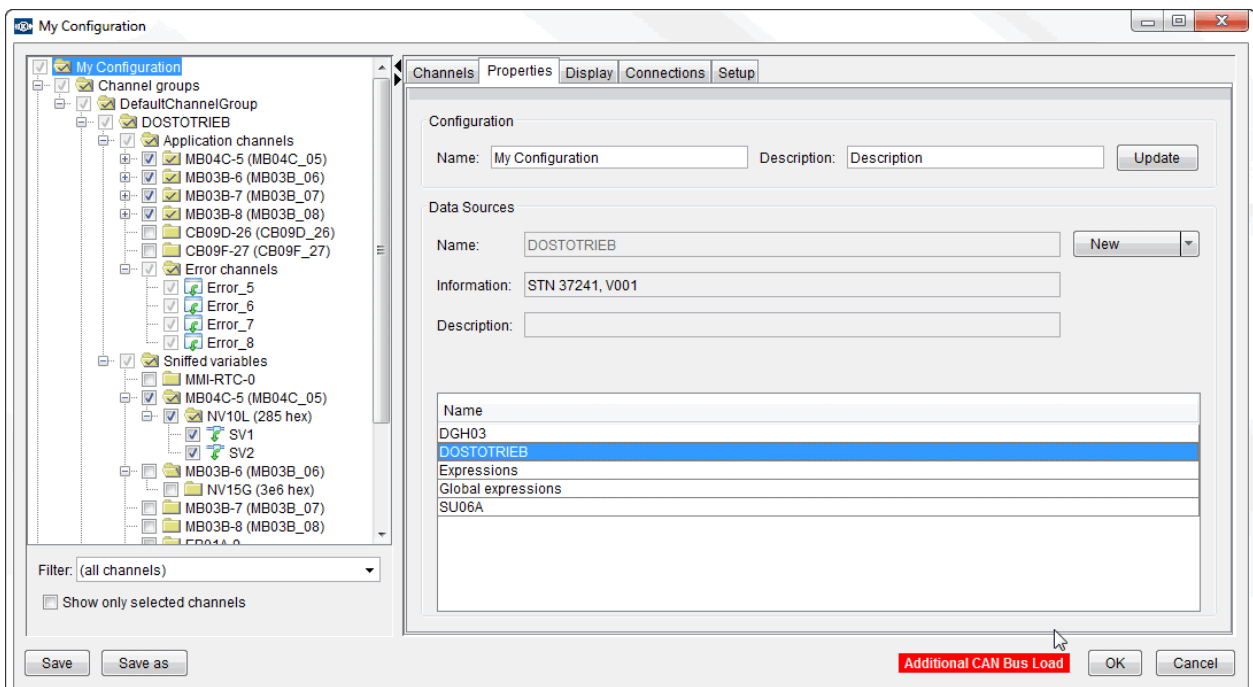 My Configuration
My Configuration
Channel groups
DefaultChannelGroup
DOSTOTRIEB
Application channels
MB04C-5 (MB04C_05)
MB03B-6 (MB03B_06)
MB03B-7 (MB03B_07)
MB03B-8 (MB03B_08)
CB09D-26 (CB09D_26)
CB09F-27 (CB09F_27)
Error channels
Error_5
Error_6
Error_7
Error_8
Sniffed variables
MMI-RTC-0
MB04C-5 (MB04C_05)
NV10L (285 hex)
SV1
SV2
MB03B-6 (MB03B_06)
NV15G (3e6 hex)
MB03B-7 (MB03B_07)
MB03B-8 (MB03B_08)
Filter: (all channels)
Show only selected channels
Channels Properties Display Connections Setup
Configuration
Name: My Configuration Description: Description Update
Data Sources
Name: DOSTOTRIEB New
Information: STN 37241, V001
Description:
Name
DGH03
DOSTOTRIEB
Expressions
Global expressions
SU06A
Save Save as Additional CAN Bus Load OK Cancel